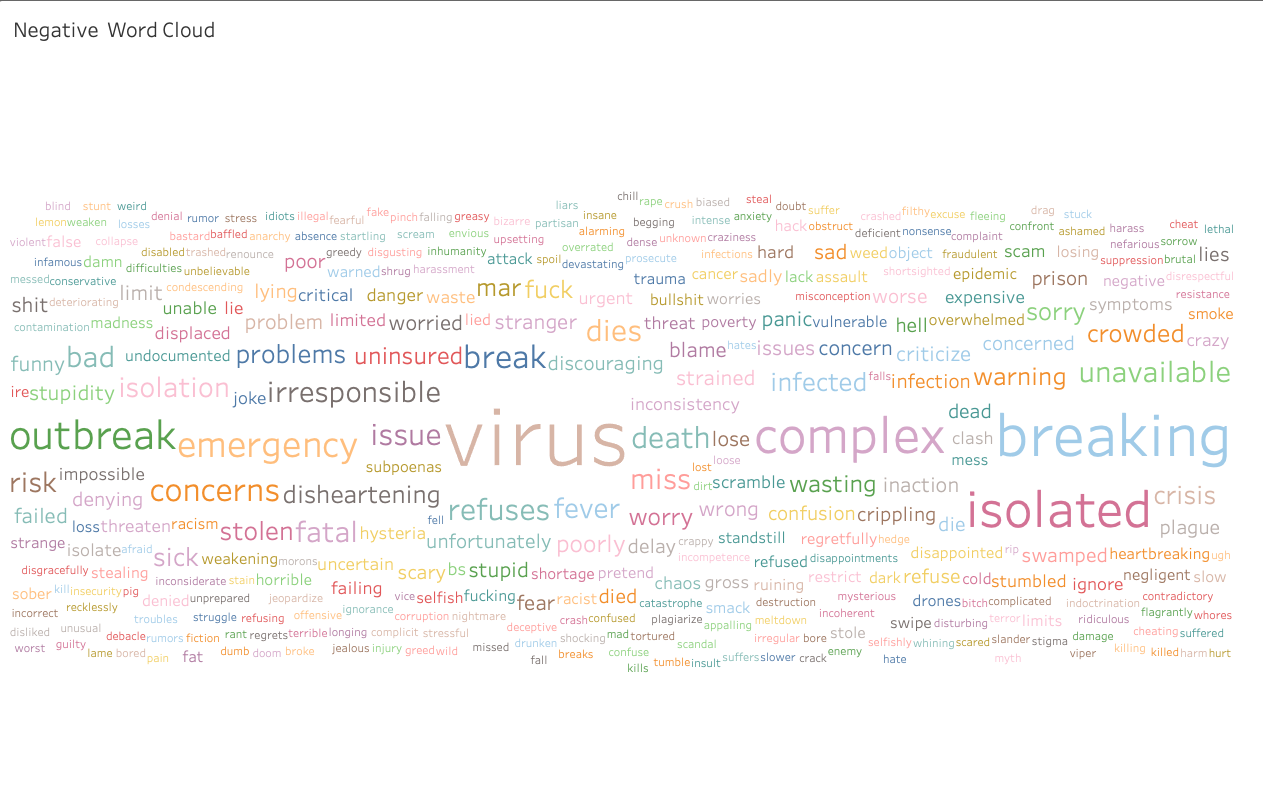 Negative Word Cloud
blind stunt weird liars chill rape crush biased steal doubt suffer drag stuck
lemon weaken losses denial rumor stress idiots illegal fearful fake pinch falling greasy bizarre partisan insane alarming begging intense anxiety hack obstruct crashed filthy excuse fleeing confront ashamed harass cheat lethal
violent false collapse bastard baffled anarchy absence startling scream envious upsetting overrated dense unknown craziness deficient nonsense complaint nefarious sorrow
infamous damn disabled trashed renounce poor greedy disgusting inhumanity attack spoil devastating prosecute infections hard sad weed object fraudulent scam losing suppression brutal lies
messed conservative difficulties unbelievable warned shrug harassment trauma cancer sadly lack assault shortsighted epidemic prison negative disrespectful
shit deteriorating limit condescending lying critical danger waste mar fuck urgent bullshit worries misconception worse expensive sorry symptoms resistance
contamination madness unable lie displaced problem limited worried lied stranger dies threat poverty panic vulnerable hell overwhelmed crowded smoke crazy
funny bad undocumented problems uninsured break discouraging blame hates issues concern criticize concerned
ire stupidity isolation joke irresponsible strained infected falls infection warning unavailable
inconsistency dead
outbreak emergency issue virus death lose complex clash breaking
subpoenas lost loose mess
risk impossible denying concerns disheartening miss dirt scramble wasting inaction crisis
failed loss threaten racism stolen fatal hysteria fell refuses fever worry wrong confusion crippling die isolated plague
strange isolate afraid sick weakening morons uncertain unfortunately poorly delay crappy standstill regretfully hedge
disgracefully stealing inconsiderate stain horrible scary bs stupid shortage pretend incompetence refused disappointments disappointed rip swamped heartbreaking ugh
sober kill insecurity pig denied unprepared jeopardize failing vice selfish fucking fear racist died chaos gross ruining restrict dark refuse cold stumbled ignore negligent slow
incorrect recklessly troubles struggle refusing offensive ignorance corruption nightmare crash confused catastrophe plagiarize smack destruction mysterious incoherent drones bitch complicated indoctrination contradictory flagrantly whores
disliked unusual debacle rumors fiction rant regrets terrible longing complicit stressful deceptive drunken shocking mad tortured appalling meltdown irregular bore stole swipe disturbing terror limits ridiculous cheating suffered
worst guilty lame bored pain fat dumb doom broke jealous injury greed wild missed fall breaks confuse scandal selfishly whining scared slander stigma damage
kills tumble insult suffers slower crack enemy hate myth viper killing killed harm hurt